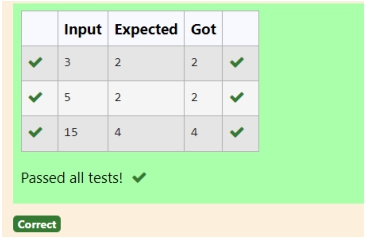 Input Expected Got
3 2 2
5 2 2
15 4 4
Passed all tests!
Correct